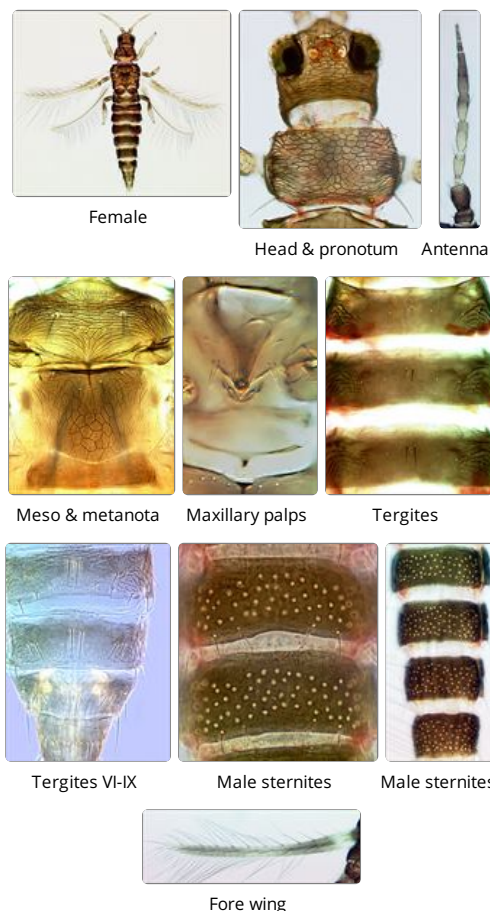 Female
Head & pronotum
Antenna
Meso & metanota
Maxillary palps
Tergites
Tergites VI-IX
Male sternites
Male sternites
Fore wing